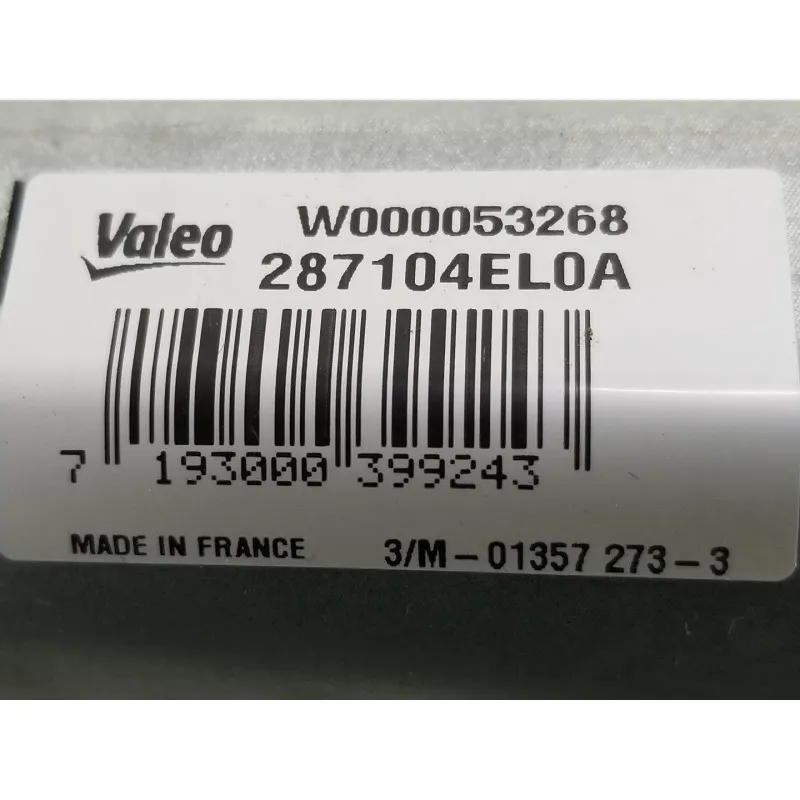 Valeo W000053268
287104EL0A
7 193000 399243
MADE IN FRANCE 3/M-01357 273-3